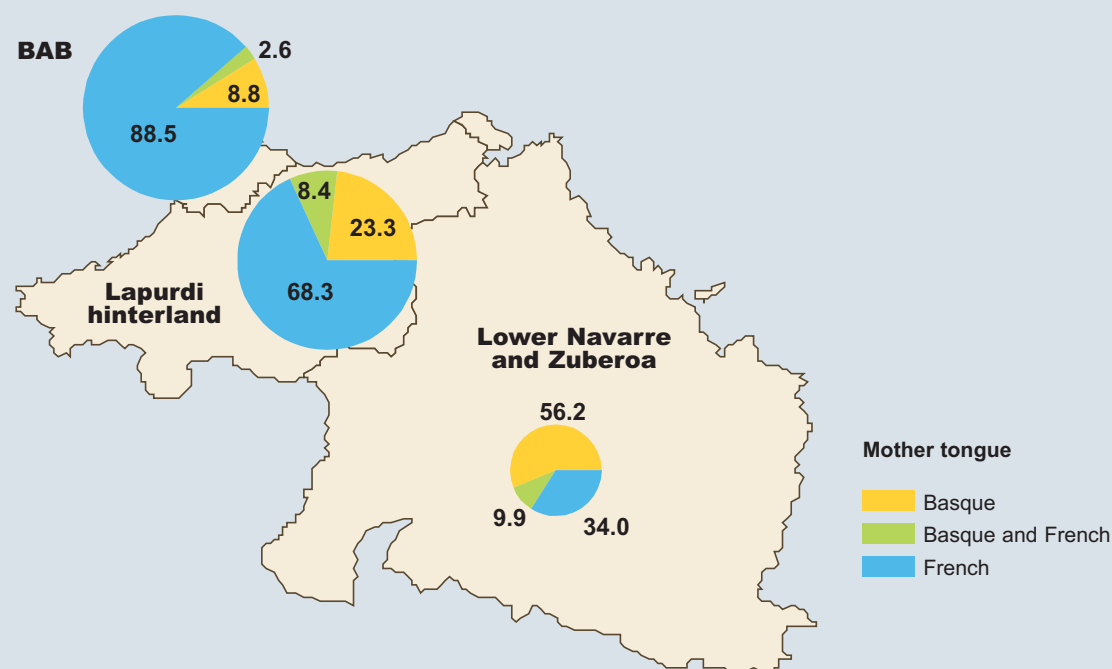 BAB
2.6
8.8
88.5
8.4
23.3
68.3
Lapurdi
hinterland
Lower Navarre
and Zuberoa
56.2
9.9
34.0
Mother tongue
Basque
Basque and French
French